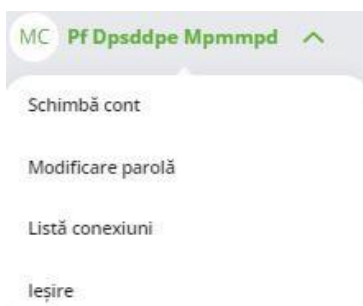 MC Pf Dpsddpe Mpmmpd
Schimbă cont
Modificare parolă
Listă conexiuni
Ieșire